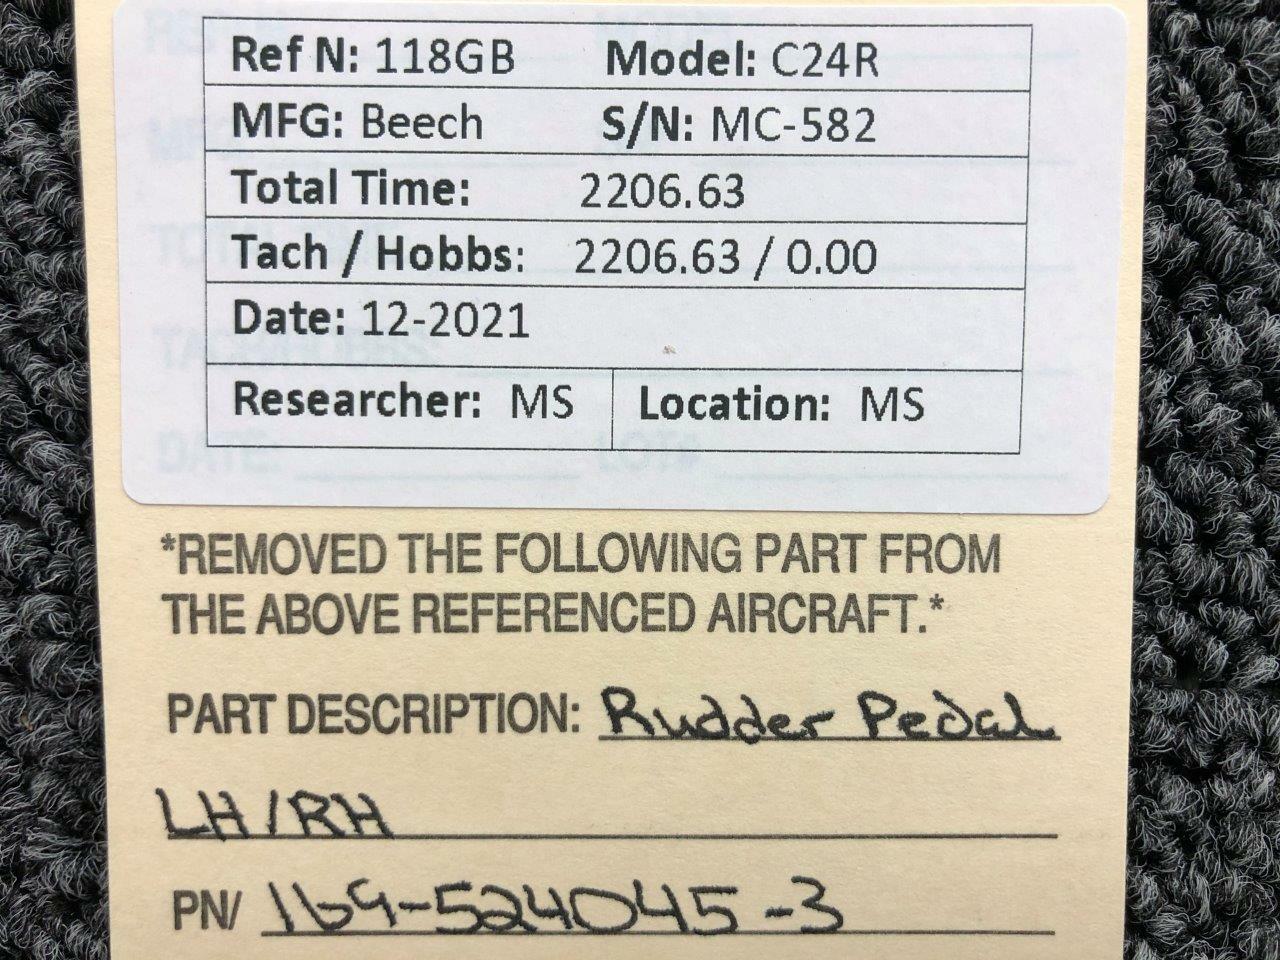 Ref N: 118GB Model: C24R
MFG: Beech S/N: MC-582
Total Time: 2206.63
Tach / Hobbs: 2206.63 / 0.00
Date: 12-2021
Researcher: MS Location: MS
DATE: LOT#
*REMOVED THE FOLLOWING PART FROM
THE ABOVE REFERENCED AIRCRAFT.*
PART DESCRIPTION: Rudder Pedal
LH/RH
PN/ 169-524045-3